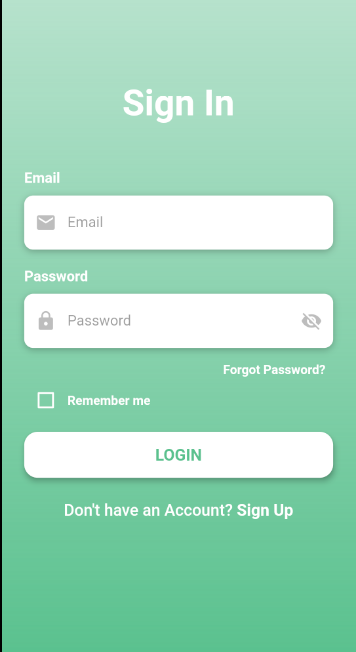 Sign In
Email
Email
Password
Password
Forgot Password?
Remember me
LOGIN
Don't have an Account? Sign Up